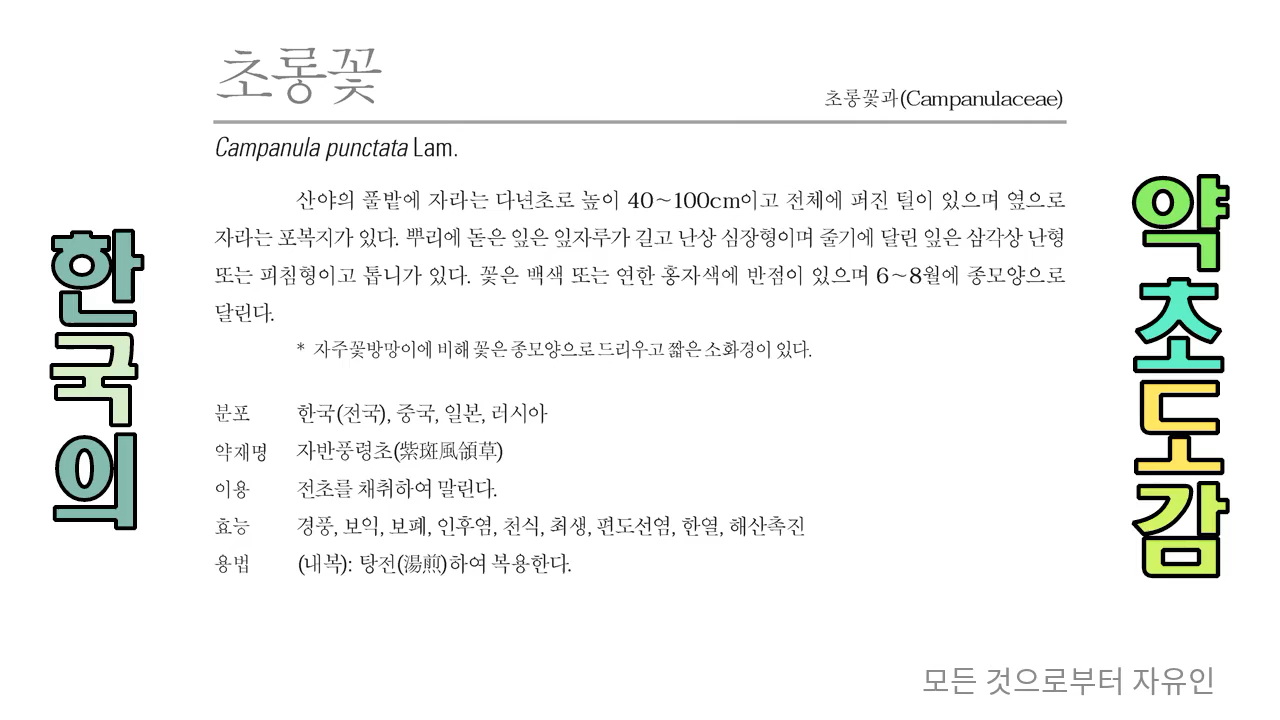 초롱꽃
초롱꽃과(Campanulaceae)
Campanula punctata Lam.
산야의 풀밭에 자라는 다년초로 높이 40~100cm이고 전체에 퍼진 털이 있으며 옆으로
자라는 포복지가 있다. 뿌리에 돋은 잎은 잎자루가 길고 난상 심장형이며 줄기에 달린 잎은 삼각상 난형
또는 피침형이고 톱니가 있다. 꽃은 백색 또는 연한 홍자색에 반점이 있으며 6~8월에 종모양으로
달린다.
* 자주꽃방망이에 비해 꽃은 종모양으로 드리우고 짧은 소화경이 있다.
분포 한국(전국), 중국, 일본, 러시아
약재명 자반풍령초(紫斑風領草)
이용 전초를 채취하여 말린다.
효능 경풍, 보익, 보폐, 인후염, 천식, 최생, 편도선염, 한열, 해산촉진
용법 (내복): 탕전(湯煎)하여 복용한다.
한국의
약초도감
모든 것으로부터 자유인